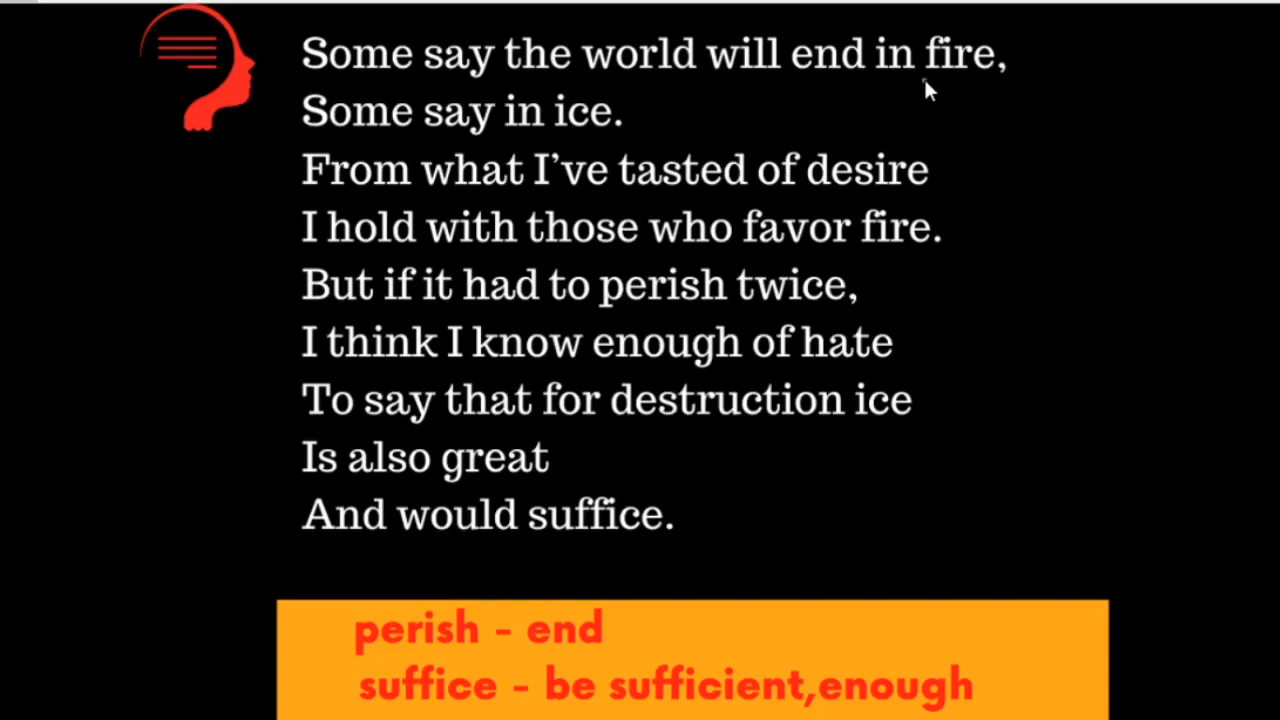 Some say the world will end in fire,
Some say in ice.
From what I’ve tasted of desire
I hold with those who favor fire.
But if it had to perish twice,
I think I know enough of hate
To say that for destruction ice
Is also great
And would suffice.
perish - end
suffice - be sufficient,enough